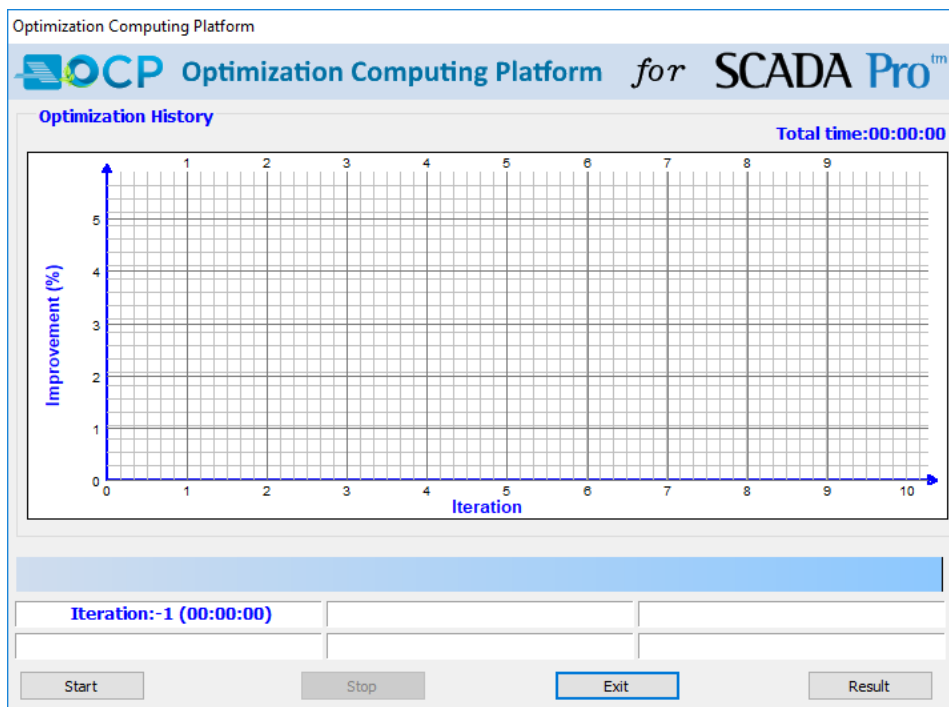 Optimization Computing Platform
OCP Optimization Computing Platform for SCADA Pro™
Optimization History
Total time:00:00:00
1 2 3 4 5 6 7 8 9
5
4
3
2
1
0
Improvement (%)
0 1 2 3 4 5 6 7 8 9 10
Iteration
Iteration:-1 (00:00:00)
Start Stop Exit Result